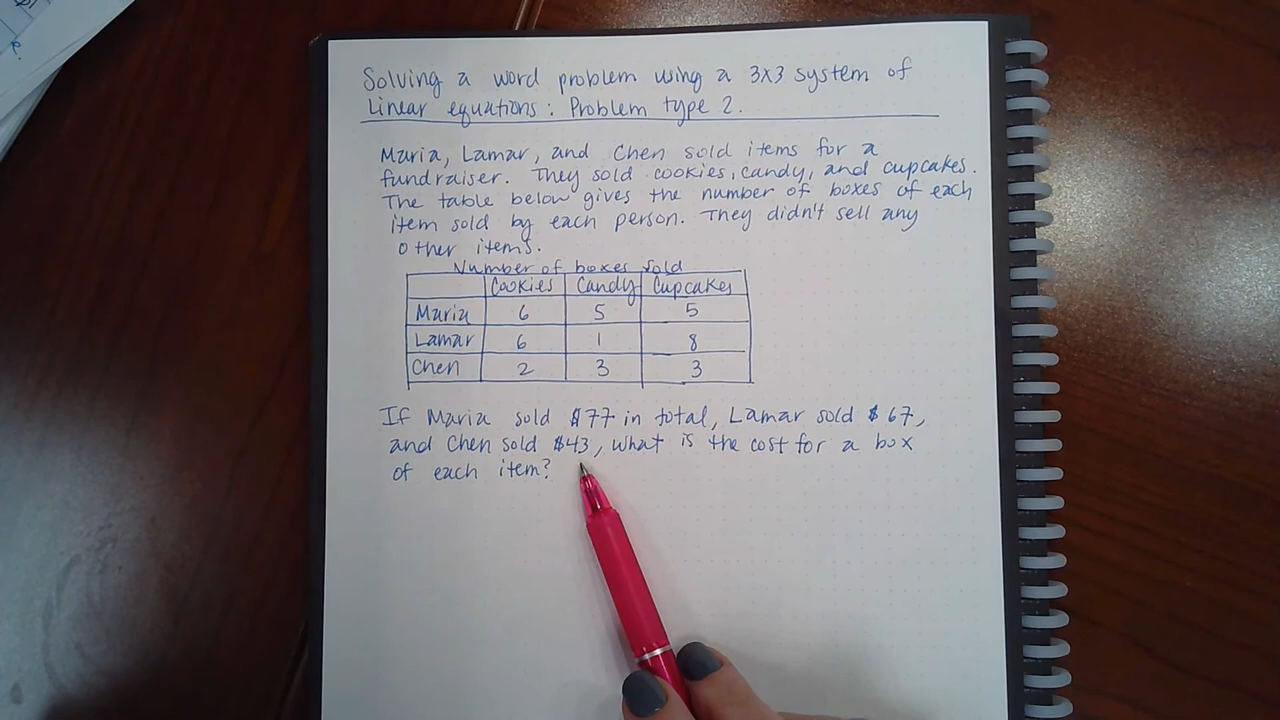 Solving a word problem using a 3x3 system of
Linear equations: Problem type 2.
Maria, Lamar, and Chen sold items for a
fundraiser. They sold cookies, candy, and cupcakes.
The table below gives the number of boxes of each
item sold by each person. They didn't sell any
other items.
Number of boxes sold
Cookies Candy Cupcakes
Maria 6 5 5
Lamar 6 1 8
Chen 2 3 3
If Maria sold $77 in total, Lamar sold $67,
and Chen sold $43, what is the cost for a box
of each item?